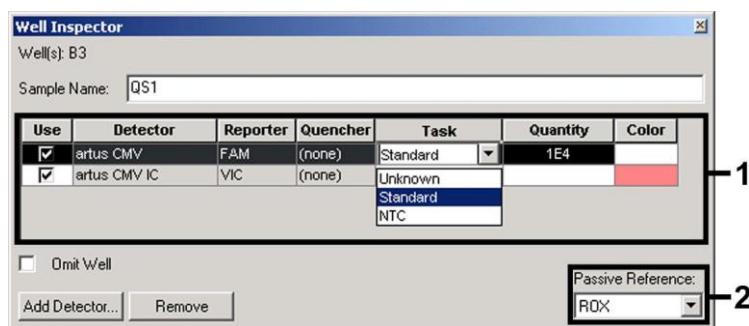 Well Inspector
Well(s): B3
Sample Name: QS1
Use Detector Reporter Quencher Task Quantity Color
artus CMV FAM (none) Standard 1E4
artus CMV IC VIC (none)
Unknown
Standard
NTC
1
Omit Well
Passive Reference:
Add Detector... Remove ROX
2